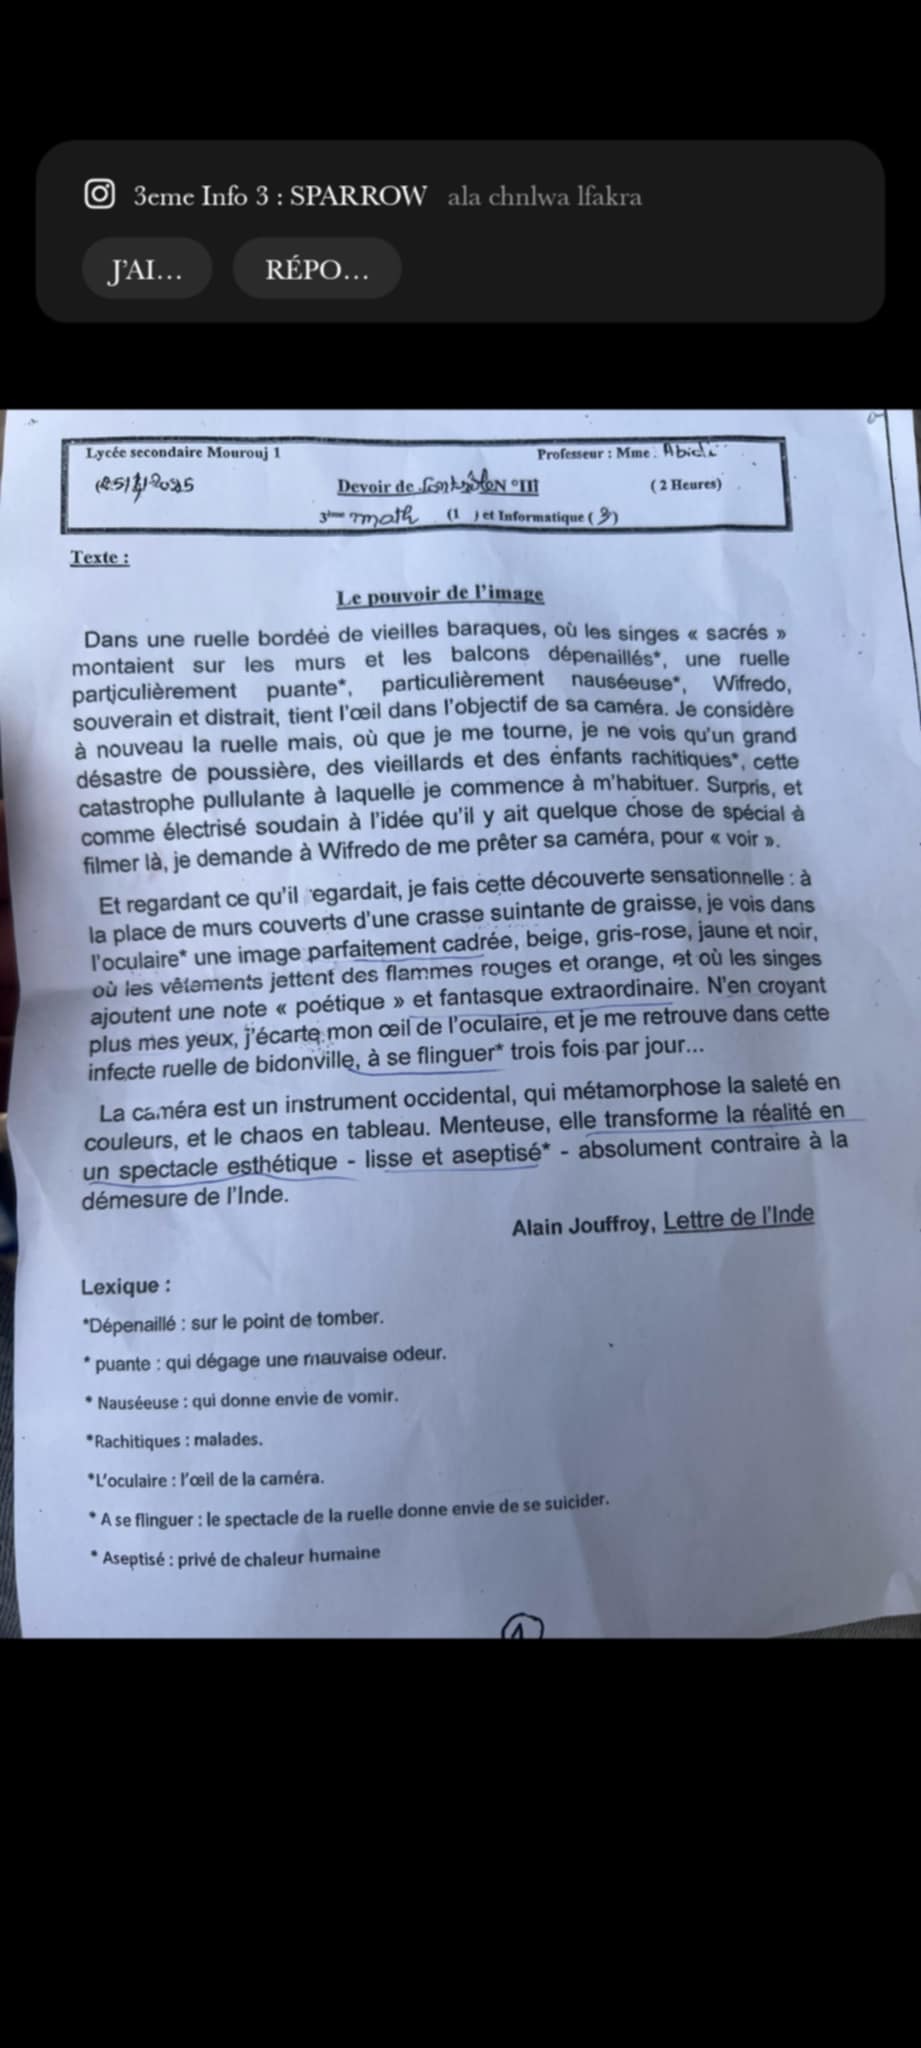 3eme Info 3 : SPARROW ala chnlwa lfakra
J'AI... RÉPO...
Lycée secondaire Mourouj 1 Professeur : Mme : Abidi
Devoir de Contrôle N°III (2 Heures)
3ème math (1 ) et Informatique (3)
Texte :
Le pouvoir de l'image
Dans une ruelle bordée de vieilles baraques, où les singes « sacrés »
montaient sur les murs et les balcons dépenaillés*, une ruelle
particulièrement puante*, particulièrement nauséeuse*, Wifredo,
souverain et distrait, tient l'œil dans l'objectif de sa caméra. Je considère
à nouveau la ruelle mais, où que je me tourne, je ne vois qu'un grand
désastre de poussière, des vieillards et des enfants rachitiques*, cette
catastrophe pullulante à laquelle je commence à m'habituer. Surpris, et
comme électrisé soudain à l'idée qu'il y ait quelque chose de spécial à
filmer là, je demande à Wifredo de me prêter sa caméra, pour « voir ».
Et regardant ce qu'il regardait, je fais cette découverte sensationnelle : à
la place de murs couverts d'une crasse suintante de graisse, je vois dans
l'oculaire* une image parfaitement cadrée, beige, gris-rose, jaune et noir,
où les vêtements jettent des flammes rouges et orange, et où les singes
ajoutent une note « poétique » et fantasque extraordinaire. N'en croyant
plus mes yeux, j'écarte mon œil de l'oculaire, et je me retrouve dans cette
infecte ruelle de bidonville, à se flinguer* trois fois par jour...
La caméra est un instrument occidental, qui métamorphose la saleté en
couleurs, et le chaos en tableau. Menteuse, elle transforme la réalité en
un spectacle esthétique - lisse et aseptisé* - absolument contraire à la
démesure de l'Inde.
Alain Jouffroy, Lettre de l'Inde
Lexique :
*Dépenaillé : sur le point de tomber.
* puante : qui dégage une mauvaise odeur.
* Nauséeuse : qui donne envie de vomir.
*Rachitiques : malades.
*L'oculaire : l'œil de la caméra.
* A se flinguer : le spectacle de la ruelle donne envie de se suicider.
* Aseptisé : privé de chaleur humaine
1